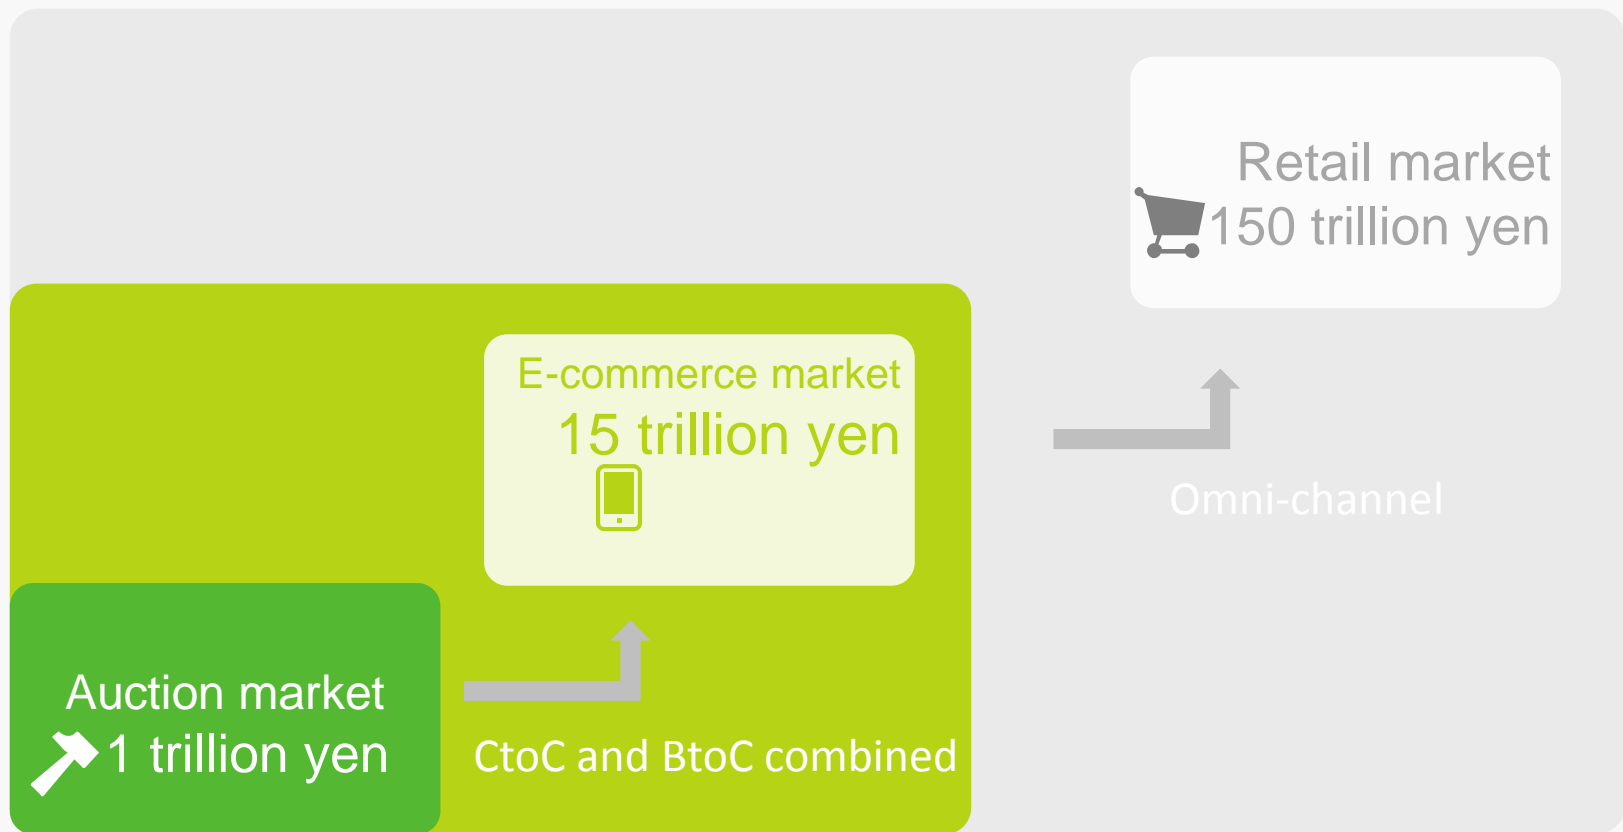 Retail market
150 trillion yen
E-commerce market
15 trillion yen
Omni-channel
Auction market
1 trillion yen
CtoC and BtoC combined